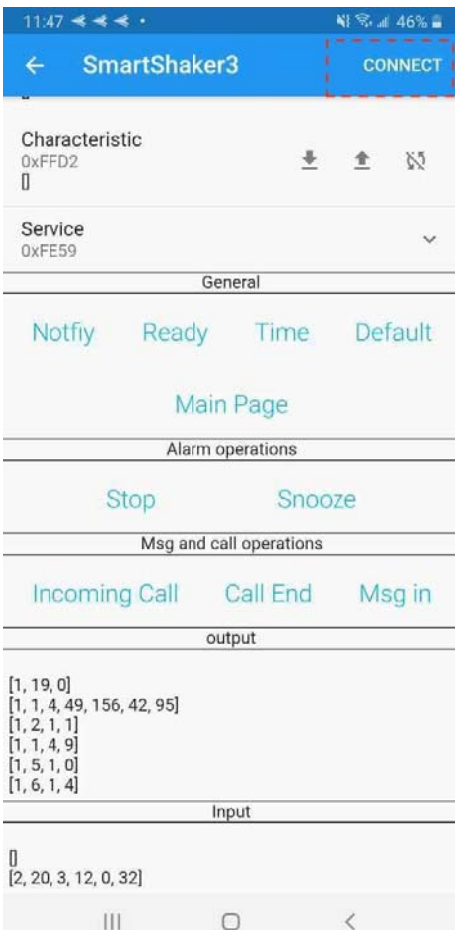 11:47 46%
SmartShaker3 CONNECT
[]
Characteristic
0xFFD2
[]
Service
0xFE59
General
Notfiy Ready Time Default
Main Page
Alarm operations
Stop Snooze
Msg and call operations
Incoming Call Call End Msg in
output
[1, 19, 0]
[1, 1, 4, 49, 156, 42, 95]
[1, 2, 1, 1]
[1, 1, 4, 9]
[1, 5, 1, 0]
[1, 6, 1, 4]
Input
[]
[2, 20, 3, 12, 0, 32]